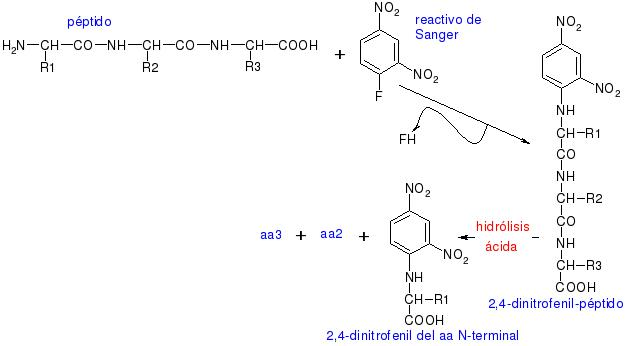 péptido
H₂N—CH—CO—NH—CH—CO—NH—CH—COOH
R1 R2 R3
+
NO₂
NO₂
F
reactivo de
Sanger
FH
NO₂
NO₂
NH
CH—R1
CO
NH
CH—R2
CO
NH
CH—R3
COOH
2,4-dinitrofenil-péptido
hidrólisis
ácida
NO₂
NO₂
NH
CH—R1
COOH
aa3 + aa2 +
2,4-dinitrofenil del aa N-terminal